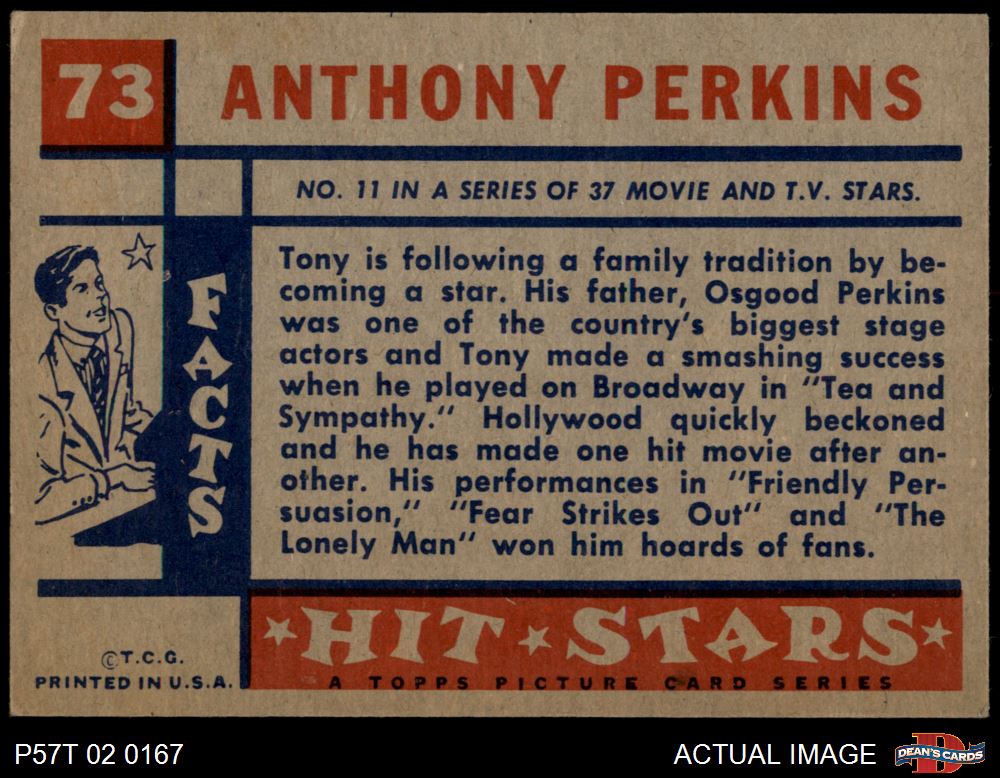 73
ANTHONY PERKINS
NO. 11 IN A SERIES OF 37 MOVIE AND T.V. STARS.
FACTS
Tony is following a family tradition by be-
coming a star. His father, Osgood Perkins
was one of the country's biggest stage
actors and Tony made a smashing success
when he played on Broadway in "Tea and
Sympathy." Hollywood quickly beckoned
and he has made one hit movie after an-
other. His performances in "Friendly Per-
suasion," "Fear Strikes Out" and "The
Lonely Man" won him hoards of fans.
©T.C.G.
PRINTED IN U.S.A.
HIT STARS
A TOPPS PICTURE CARD SERIES
P57T 02 0167
ACTUAL IMAGE
D
DEAN'S CARDS